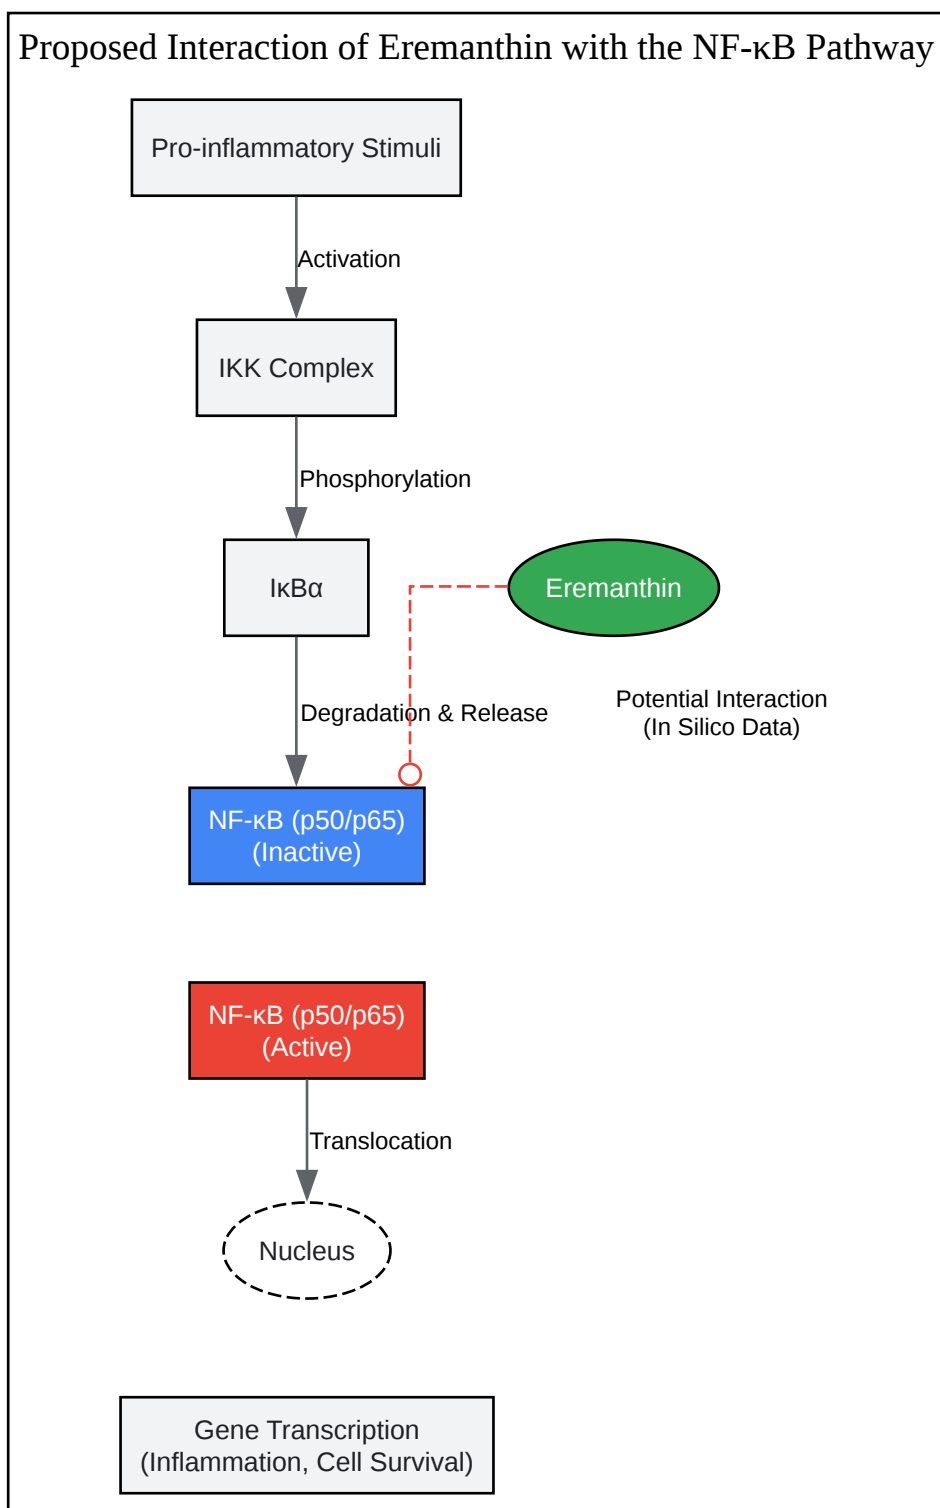 Proposed Interaction of Eremanthin with the NF-κB Pathway
Pro-inflammatory Stimuli
Activation
IKK Complex
Phosphorylation
IκBα
Eremanthin
Degradation & Release
Potential Interaction
(In Silico Data)
NF-κB (p50/p65)
(Inactive)
NF-κB (p50/p65)
(Active)
Translocation
Nucleus
Gene Transcription
(Inflammation, Cell Survival)